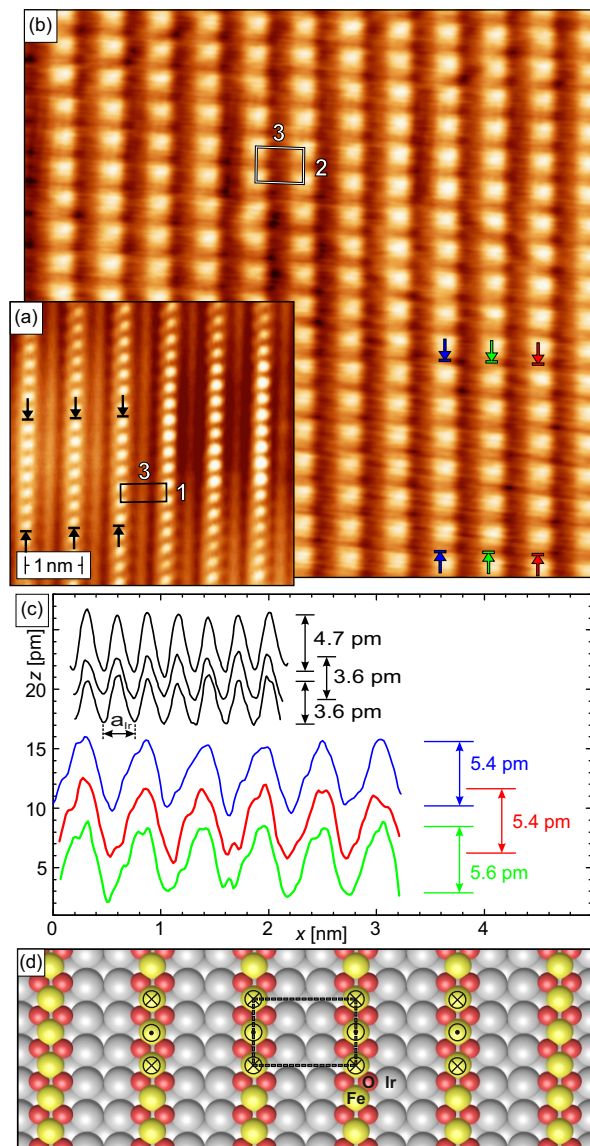 (b)
3
2
(a)
3
1
1 nm
(c)
z [pm]
20
15
10
5
4.7 pm
3.6 pm
3.6 pm
a_Ir
5.4 pm
5.4 pm
5.6 pm
0
1
2
3
4
x [nm]
(d)
O Ir
Fe